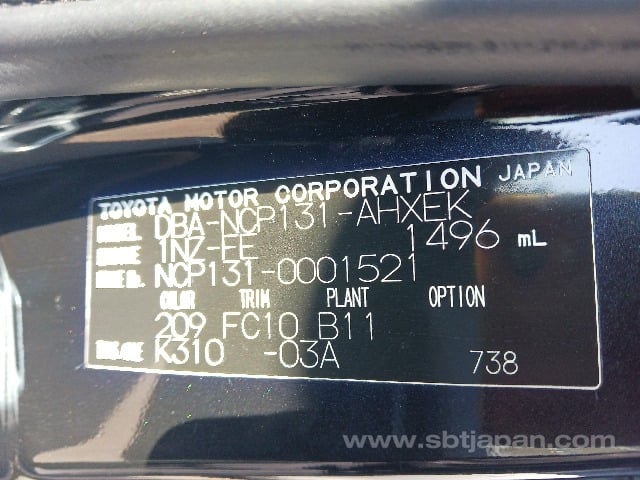 TOYOTA MOTOR CORPORATION JAPAN
MODEL DBA-NCP131-AHXEK
ENGINE 1NZ-FE 1496 mL
FRAME No. NCP131-0001521
COLOR TRIM PLANT OPTION
209 FC10 B11
TRANS./AXLE K310 -03A 738
www.sbtjapan.com